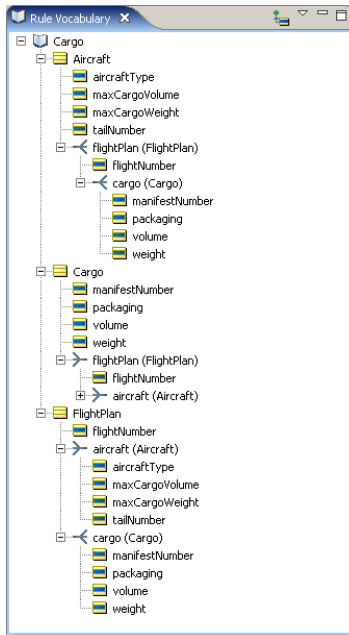 Rule Vocabulary
Cargo
Aircraft
aircraftType
maxCargoVolume
maxCargoWeight
tailNumber
flightPlan (FlightPlan)
flightNumber
cargo (Cargo)
manifestNumber
packaging
volume
weight
Cargo
manifestNumber
packaging
volume
weight
flightPlan (FlightPlan)
flightNumber
aircraft (Aircraft)
FlightPlan
flightNumber
aircraft (Aircraft)
aircraftType
maxCargoVolume
maxCargoWeight
tailNumber
cargo (Cargo)
manifestNumber
packaging
volume
weight